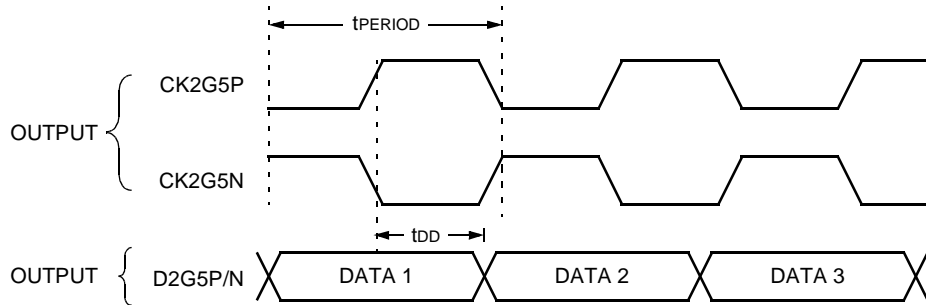 tPERIOD
CK2G5P
OUTPUT
CK2G5N
tDD
OUTPUT
D2G5P/N
DATA 1
DATA 2
DATA 3